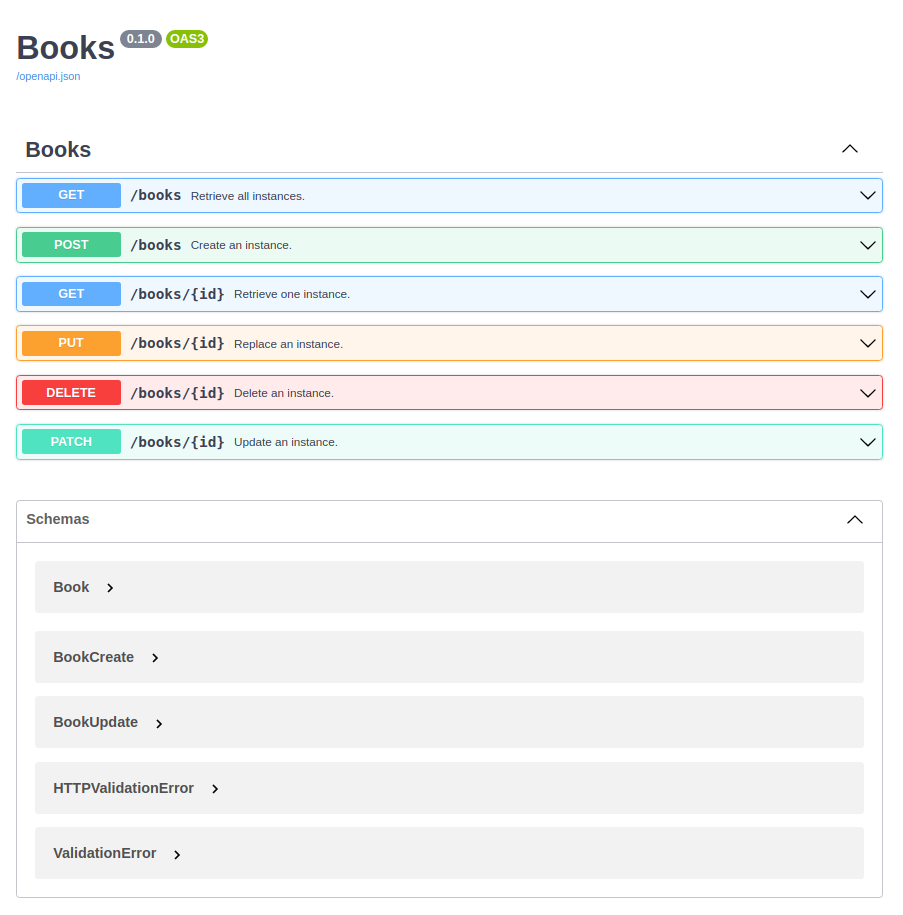 Books 0.1.0 OAS3
/openapi.json
Books
GET /books Retrieve all instances.
POST /books Create an instance.
GET /books/{id} Retrieve one instance.
PUT /books/{id} Replace an instance.
DELETE /books/{id} Delete an instance.
PATCH /books/{id} Update an instance.
Schemas
Book
BookCreate
BookUpdate
HTTPValidationError
ValidationError